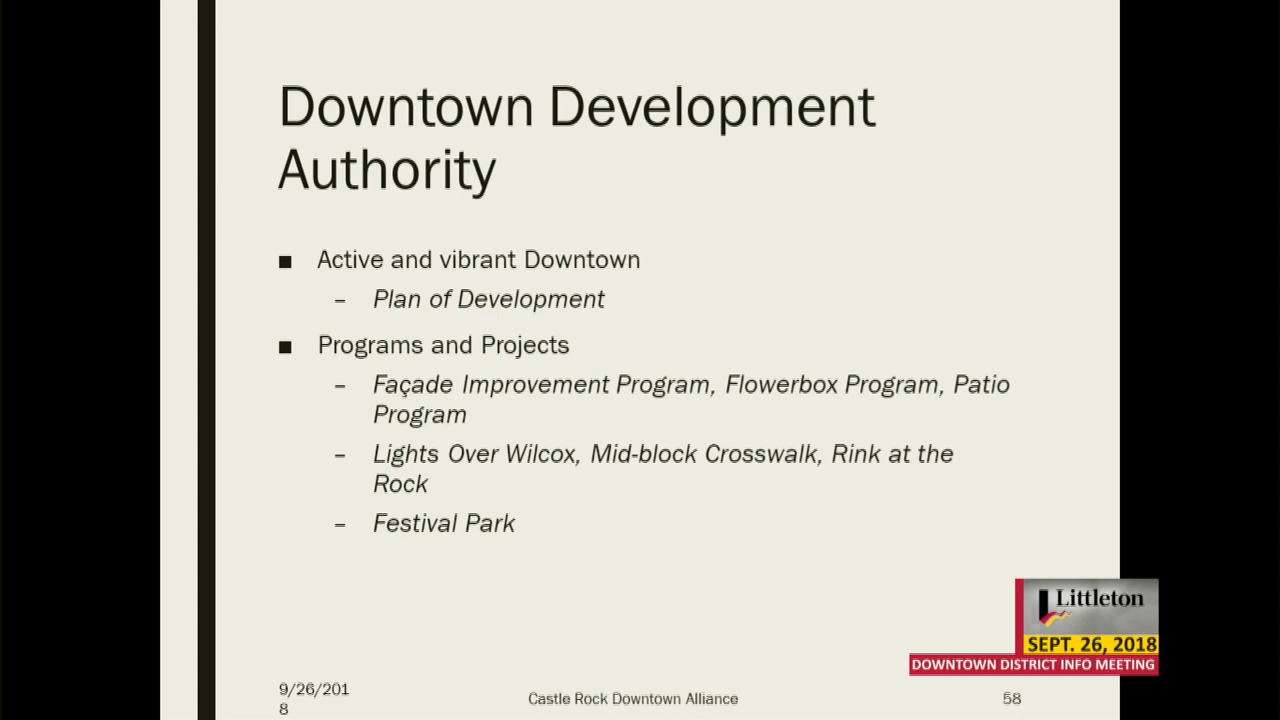 Downtown Development
Authority
■ Active and vibrant Downtown
– Plan of Development
■ Programs and Projects
– Façade Improvement Program, Flowerbox Program, Patio
Program
– Lights Over Wilcox, Mid-block Crosswalk, Rink at the
Rock
– Festival Park
Littleton
SEPT. 26, 2018
DOWNTOWN DISTRICT INFO MEETING
9/26/201
8
Castle Rock Downtown Alliance
58